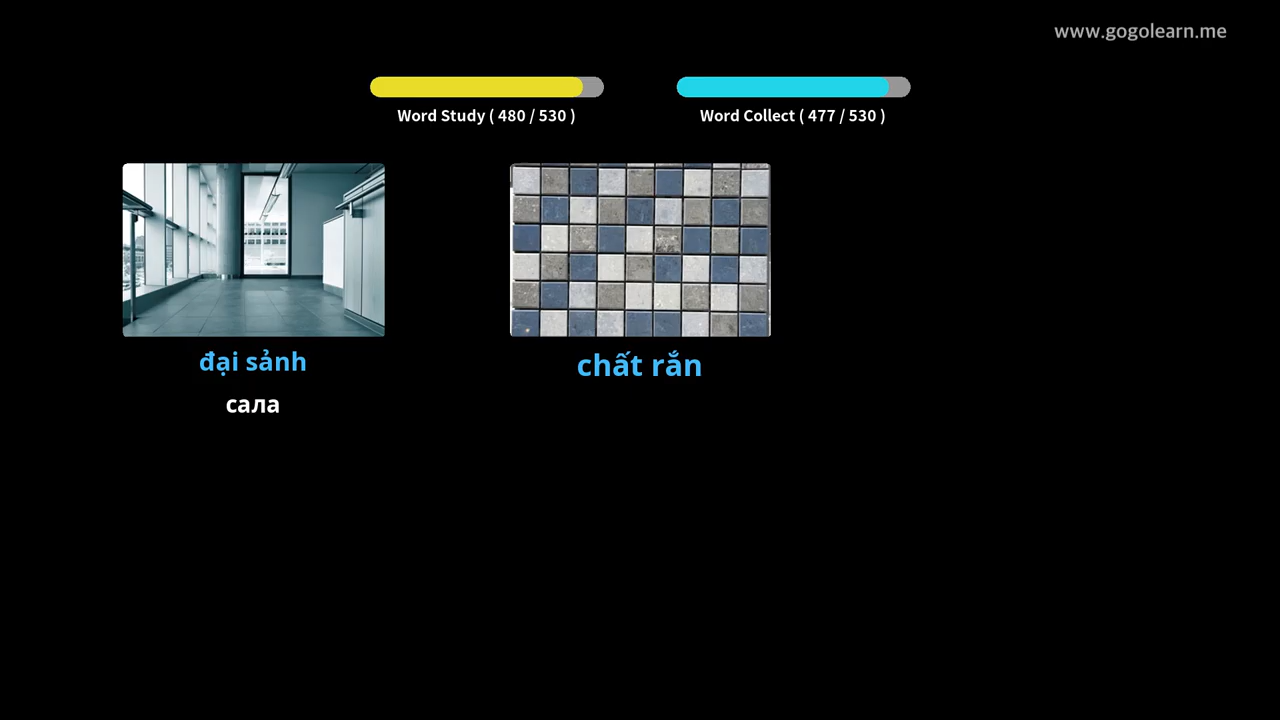 www.gogolearn.me
Word Study ( 480 / 530 )
Word Collect ( 477 / 530 )
đại sảnh
сала
chất rắn